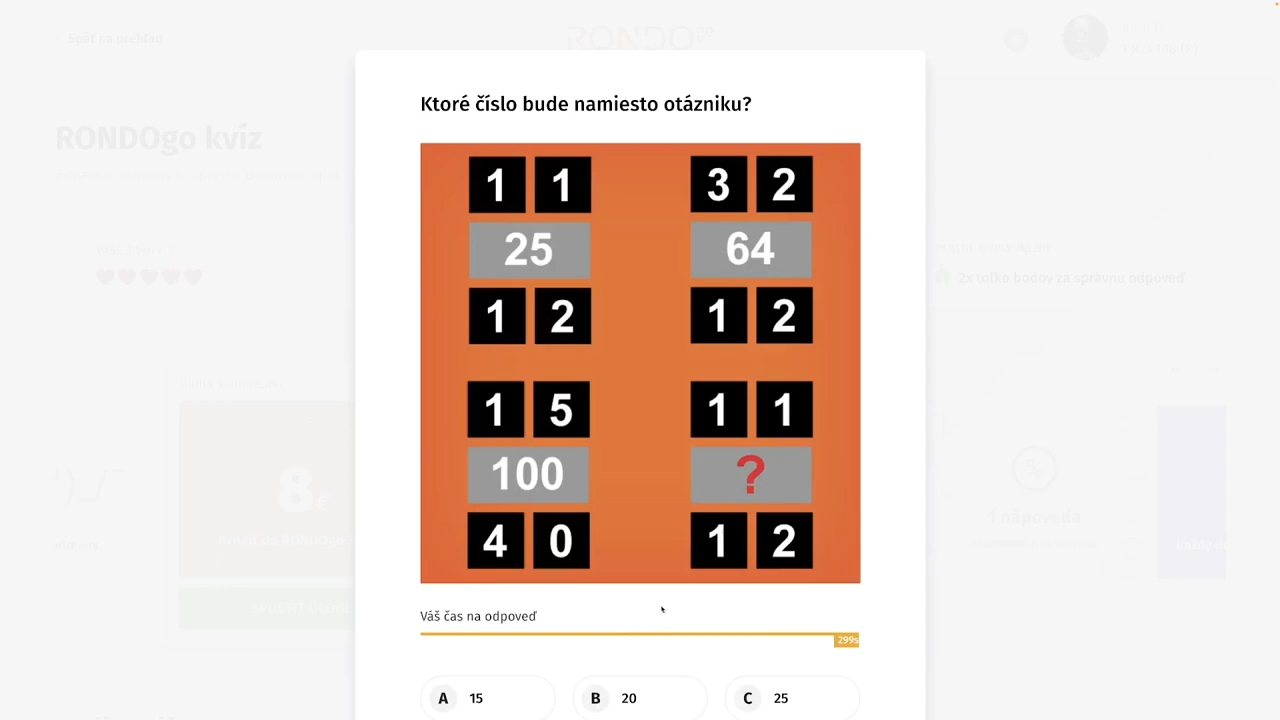 < Späť na prehľad
RONDOgo
RONDOgo kvíz
2x toľko bodov za správnu odpoveď
8€
1 nápoveda
Ktoré číslo bude namiesto otázniku?
1 1 3 2
25 64
1 2 1 2
1 5 1 1
100 ?
4 0 1 2
Váš čas na odpoveď
299s
A 15 B 20 C 25